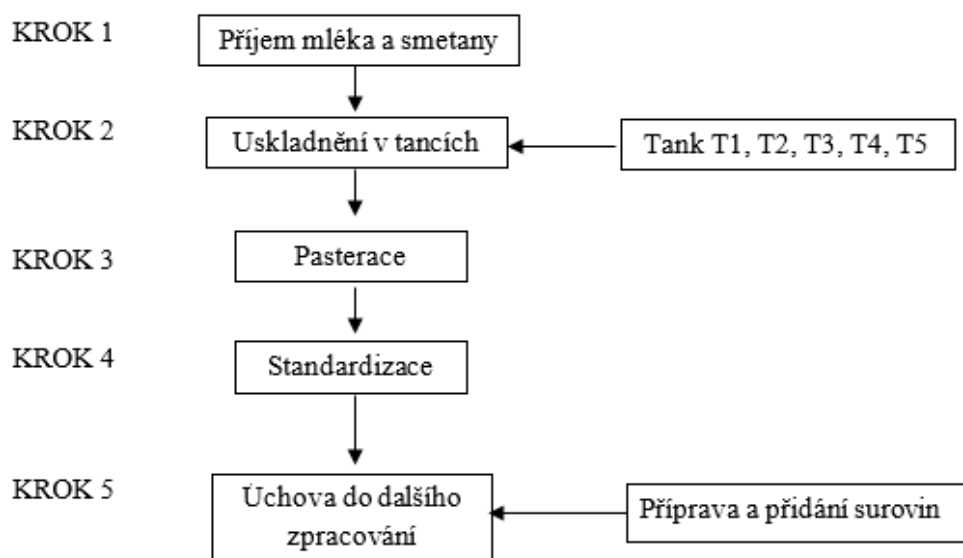 KROK 1
Příjem mléka a smetany
KROK 2
Uskladnění v tancích
Tank T1, T2, T3, T4, T5
KROK 3
Pasterace
KROK 4
Standardizace
KROK 5
Úchova do dalšího
zpracování
Příprava a přidání surovin